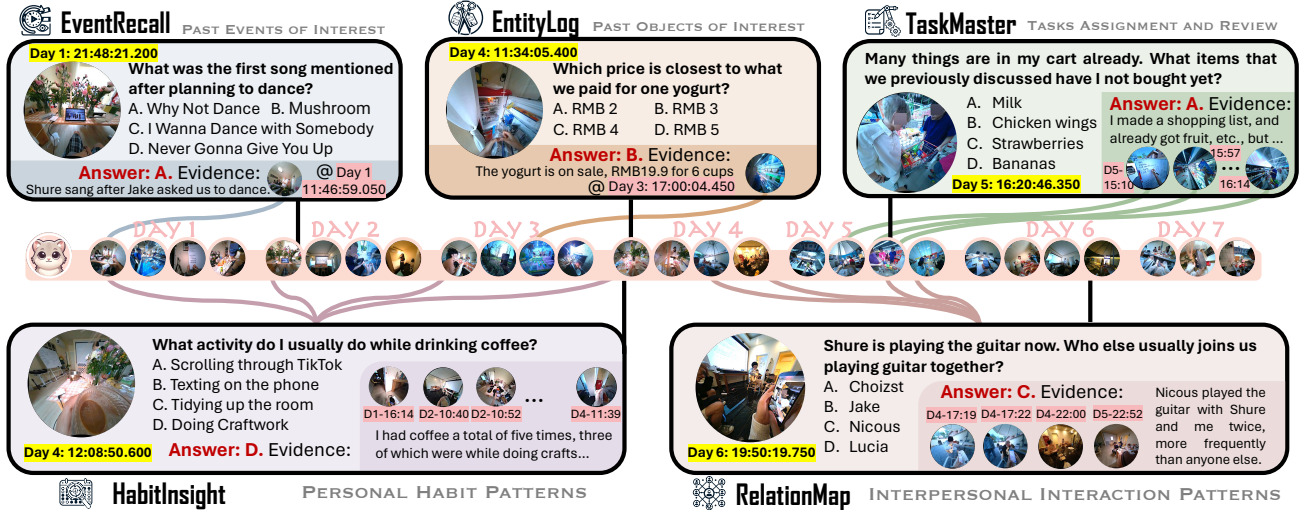 EventRecall PAST EVENTS OF INTEREST
Day 1: 21:48:21.200
What was the first song mentioned
after planning to dance?
A. Why Not Dance B. Mushroom
C. I Wanna Dance with Somebody
D. Never Gonna Give You Up
Answer: A. Evidence:
Shure sang after Jake asked us to dance.
@ Day 1
11:46:59.050
EntityLog PAST OBJECTS OF INTEREST
Day 4: 11:34:05.400
Which price is closest to what
we paid for one yogurt?
A. RMB 2 B. RMB 3
C. RMB 4 D. RMB 5
Answer: B. Evidence:
The yogurt is on sale, RMB19.9 for 6 cups
@ Day 3: 17:00:04.450
TaskMaster TASKS ASSIGNMENT AND REVIEW
Many things are in my cart already. What items that
we previously discussed have I not bought yet?
A. Milk
B. Chicken wings
C. Strawberries
D. Bananas
Day 5: 16:20:46.350
Answer: A. Evidence:
I made a shopping list, and
already got fruit, etc., but ...
D5-
15:10
15:57
...
16:14
DAY 1 DAY 2 DAY 3 DAY 4 DAY 5 DAY 6 DAY 7
What activity do I usually do while drinking coffee?
A. Scrolling through TikTok
B. Texting on the phone
C. Tidying up the room
D. Doing Craftwork
Day 4: 12:08:50.600
Answer: D. Evidence:
...
D1-16:14 D2-10:40 D2-10:52 D4-11:39
I had coffee a total of five times, three
of which were while doing crafts...
HabitInsight PERSONAL HABIT PATTERNS
Shure is playing the guitar now. Who else usually joins us
playing guitar together?
A. Choizst
B. Jake
C. Nicous
D. Lucia
Day 6: 19:50:19.750
Answer: C. Evidence:
D4-17:19 D4-17:22 D4-22:00 D5-22:52
Nicous played the
guitar with Shure
and me twice,
more frequently
than anyone else.
RelationMap INTERPERSONAL INTERACTION PATTERNS